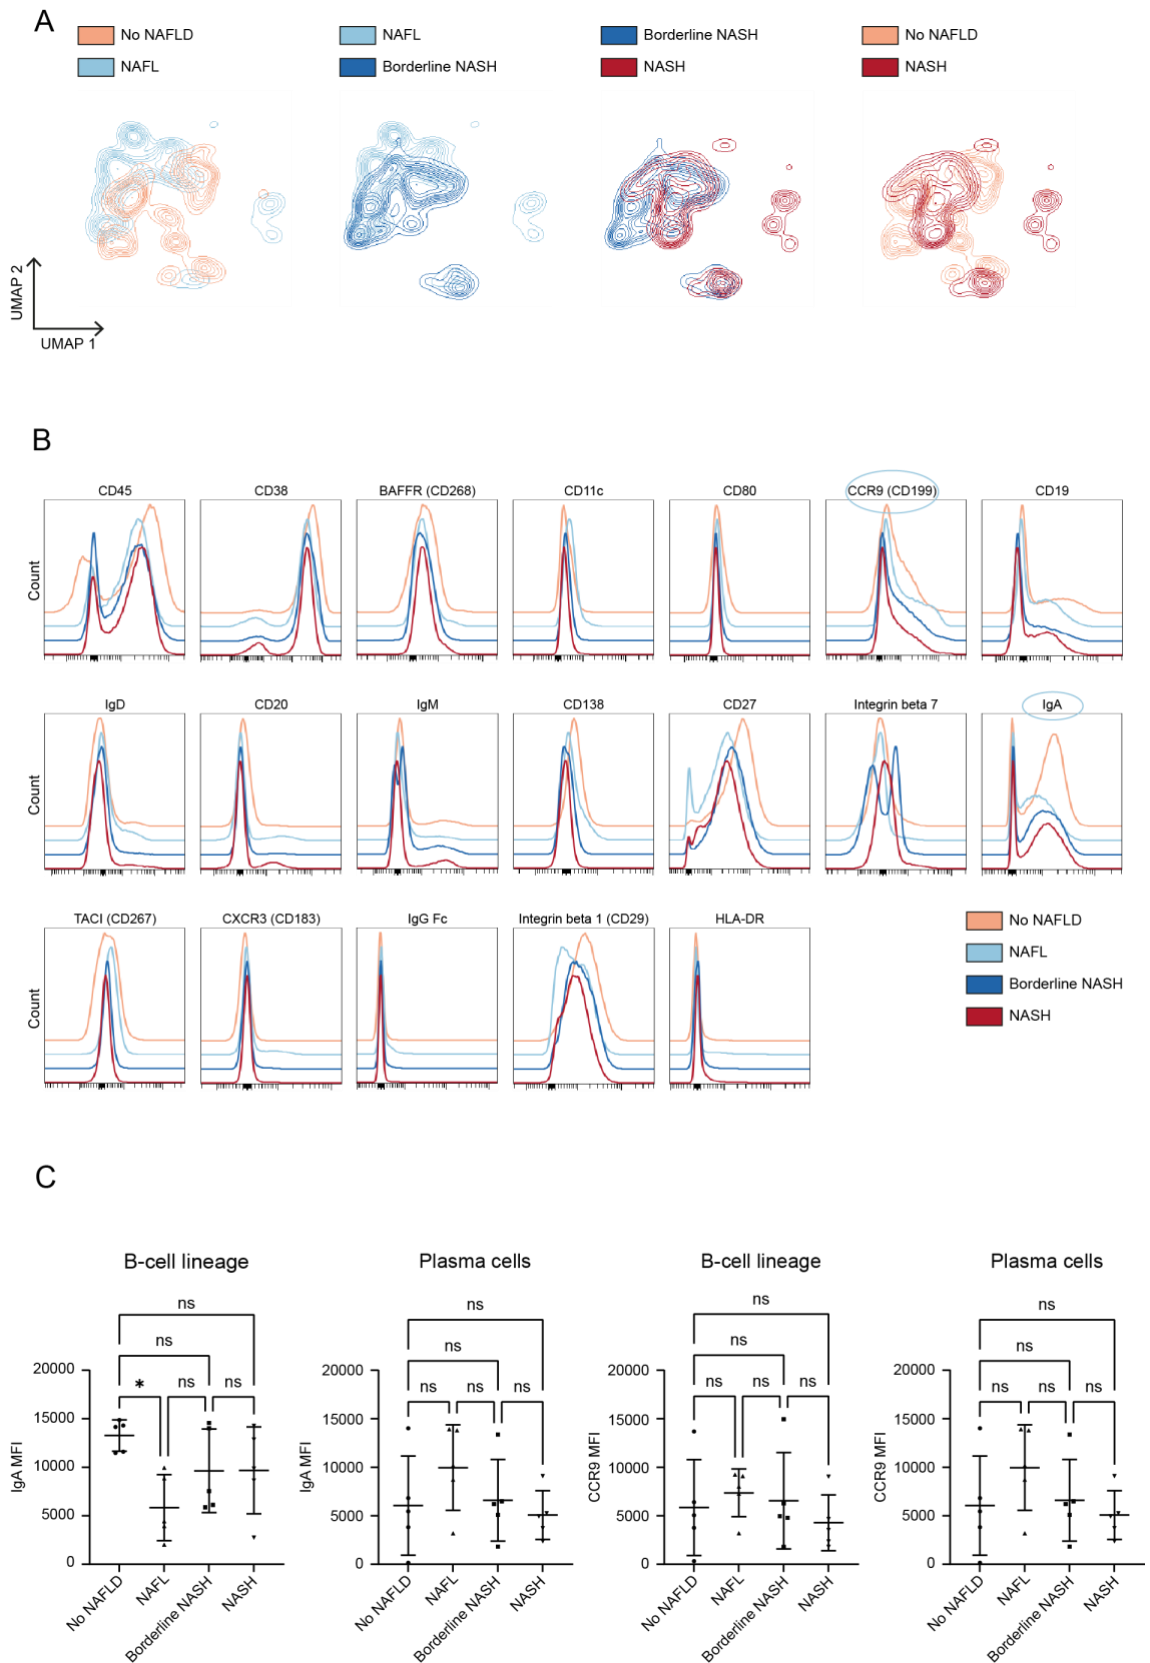 A
No NAFLD
NAFL
NAFL
Borderline NASH
Borderline NASH
NASH
No NAFLD
NASH
UMAP 2
UMAP 1
B
CD45
CD38
BAFFR (CD268)
CD11c
CD80
CCR9 (CD199)
CD19
Count
IgD
CD20
IgM
CD138
CD27
Integrin beta 7
IgA
Count
TACI (CD267)
CXCR3 (CD183)
IgG Fc
Integrin beta 1 (CD29)
HLA-DR
Count
No NAFLD
NAFL
Borderline NASH
NASH
C
B-cell lineage
ns
ns
* ns ns
20000
15000
10000
5000
0
IgA MFI
No NAFLD
NAFL
Borderline NASH
NASH
Plasma cells
ns
ns
ns ns ns
20000
15000
10000
5000
0
IgA MFI
No NAFLD
NAFL
Borderline NASH
NASH
B-cell lineage
ns
ns
ns ns ns
20000
15000
10000
5000
0
CCR9 MFI
No NAFLD
NAFL
Borderline NASH
NASH
Plasma cells
ns
ns
ns ns ns
20000
15000
10000
5000
0
CCR9 MFI
No NAFLD
NAFL
Borderline NASH
NASH